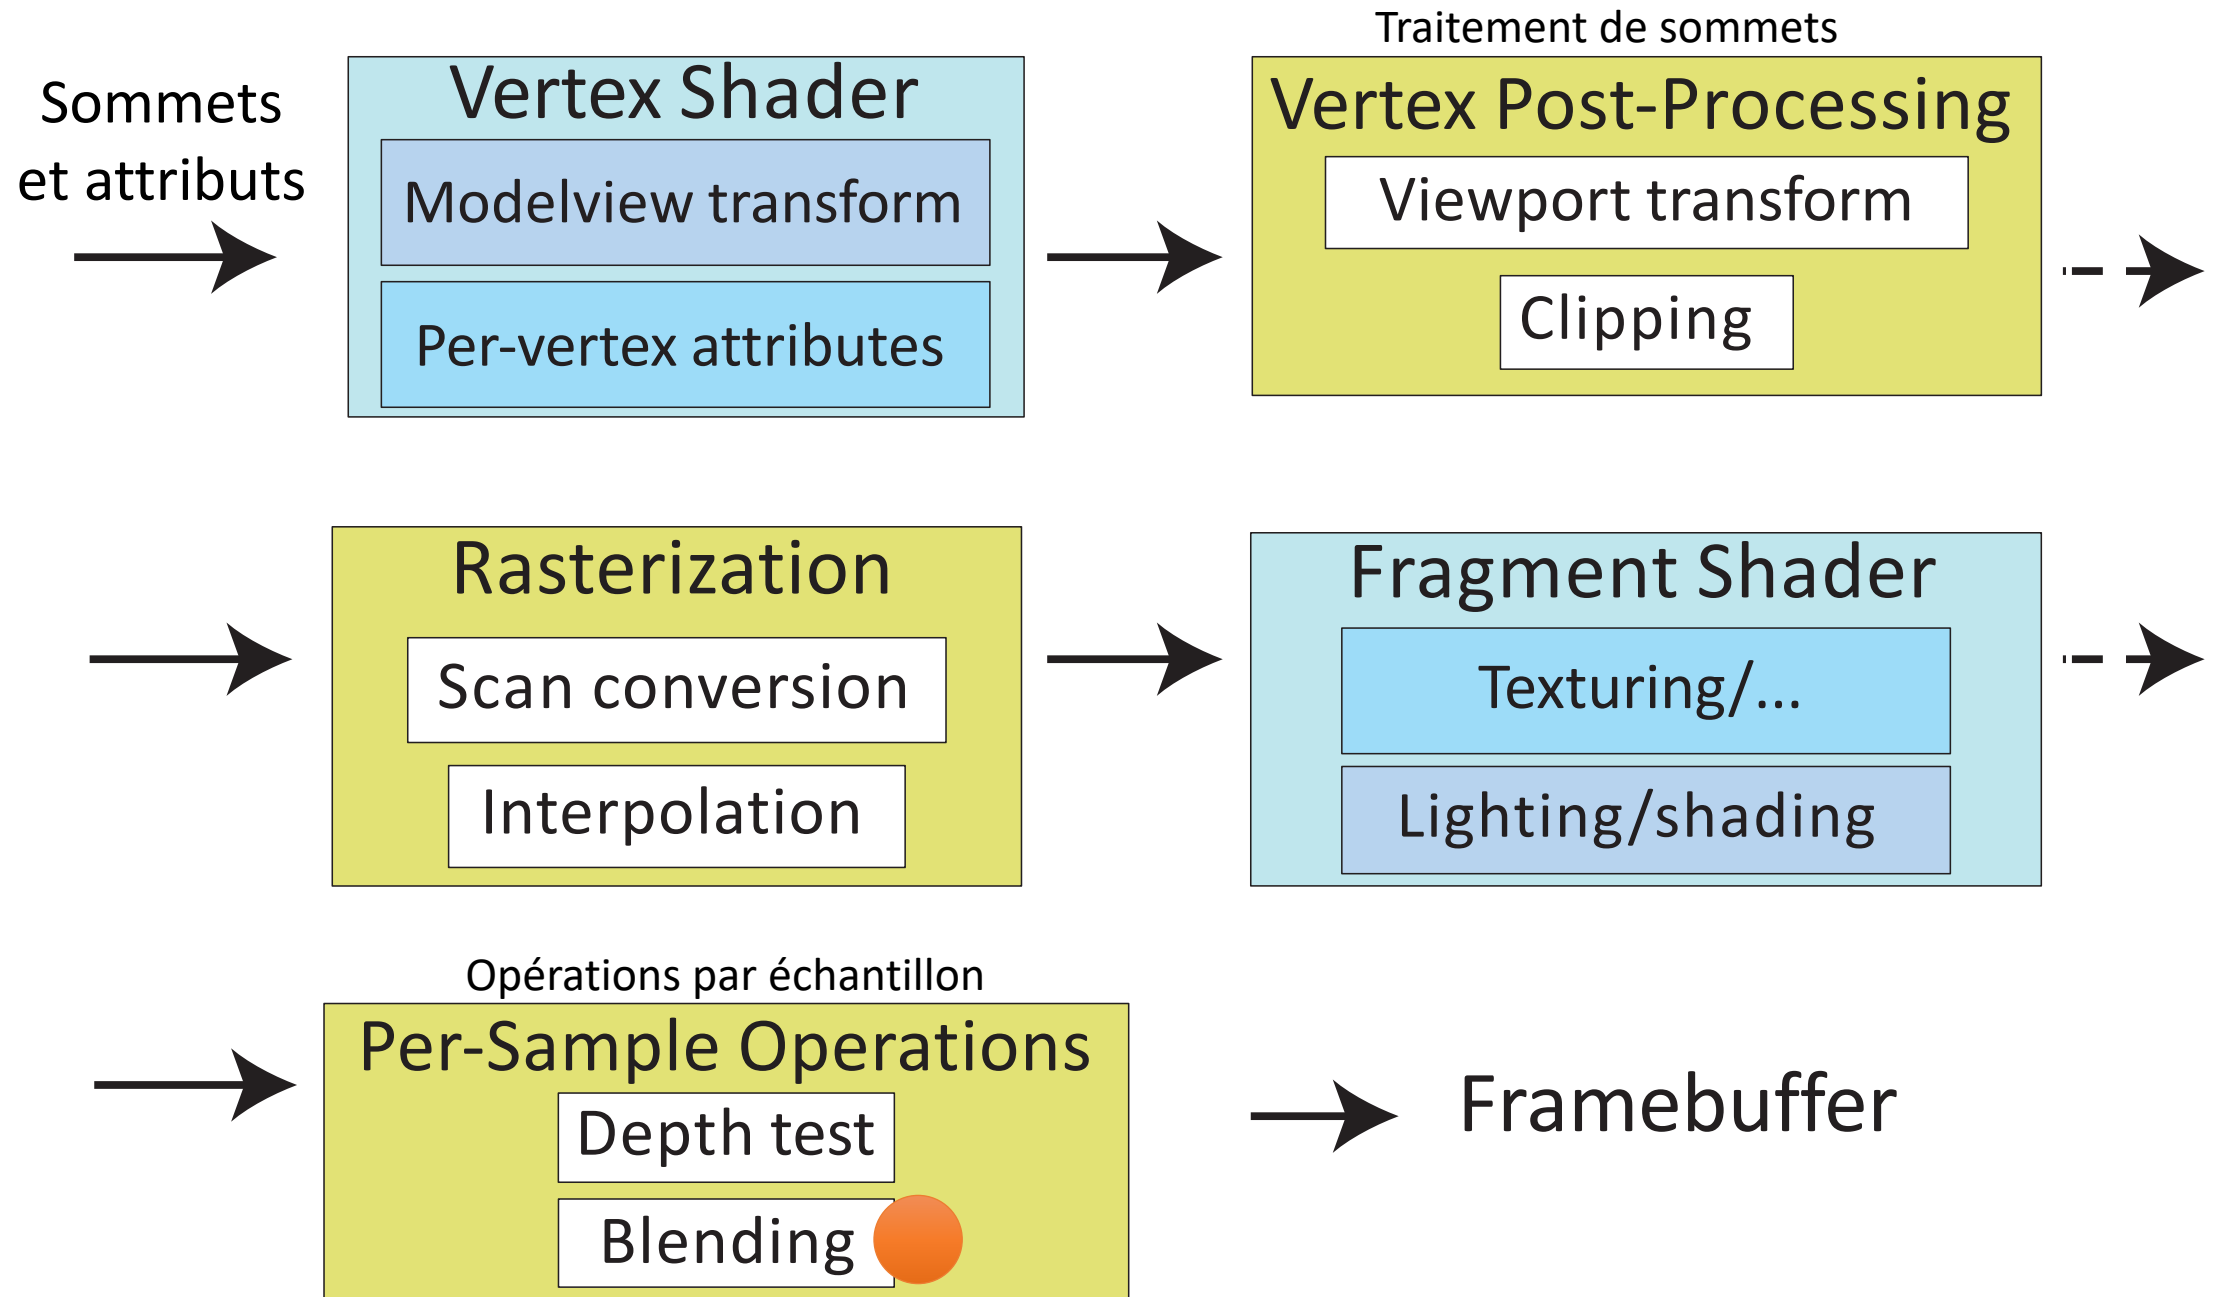 Sommets
et attributs
Vertex Shader
Modelview transform
Per-vertex attributes
Traitement de sommets
Vertex Post-Processing
Viewport transform
Clipping
Rasterization
Scan conversion
Interpolation
Fragment Shader
Texturing/...
Lighting/shading
Opérations par échantillon
Per-Sample Operations
Depth test
Blending
Framebuffer